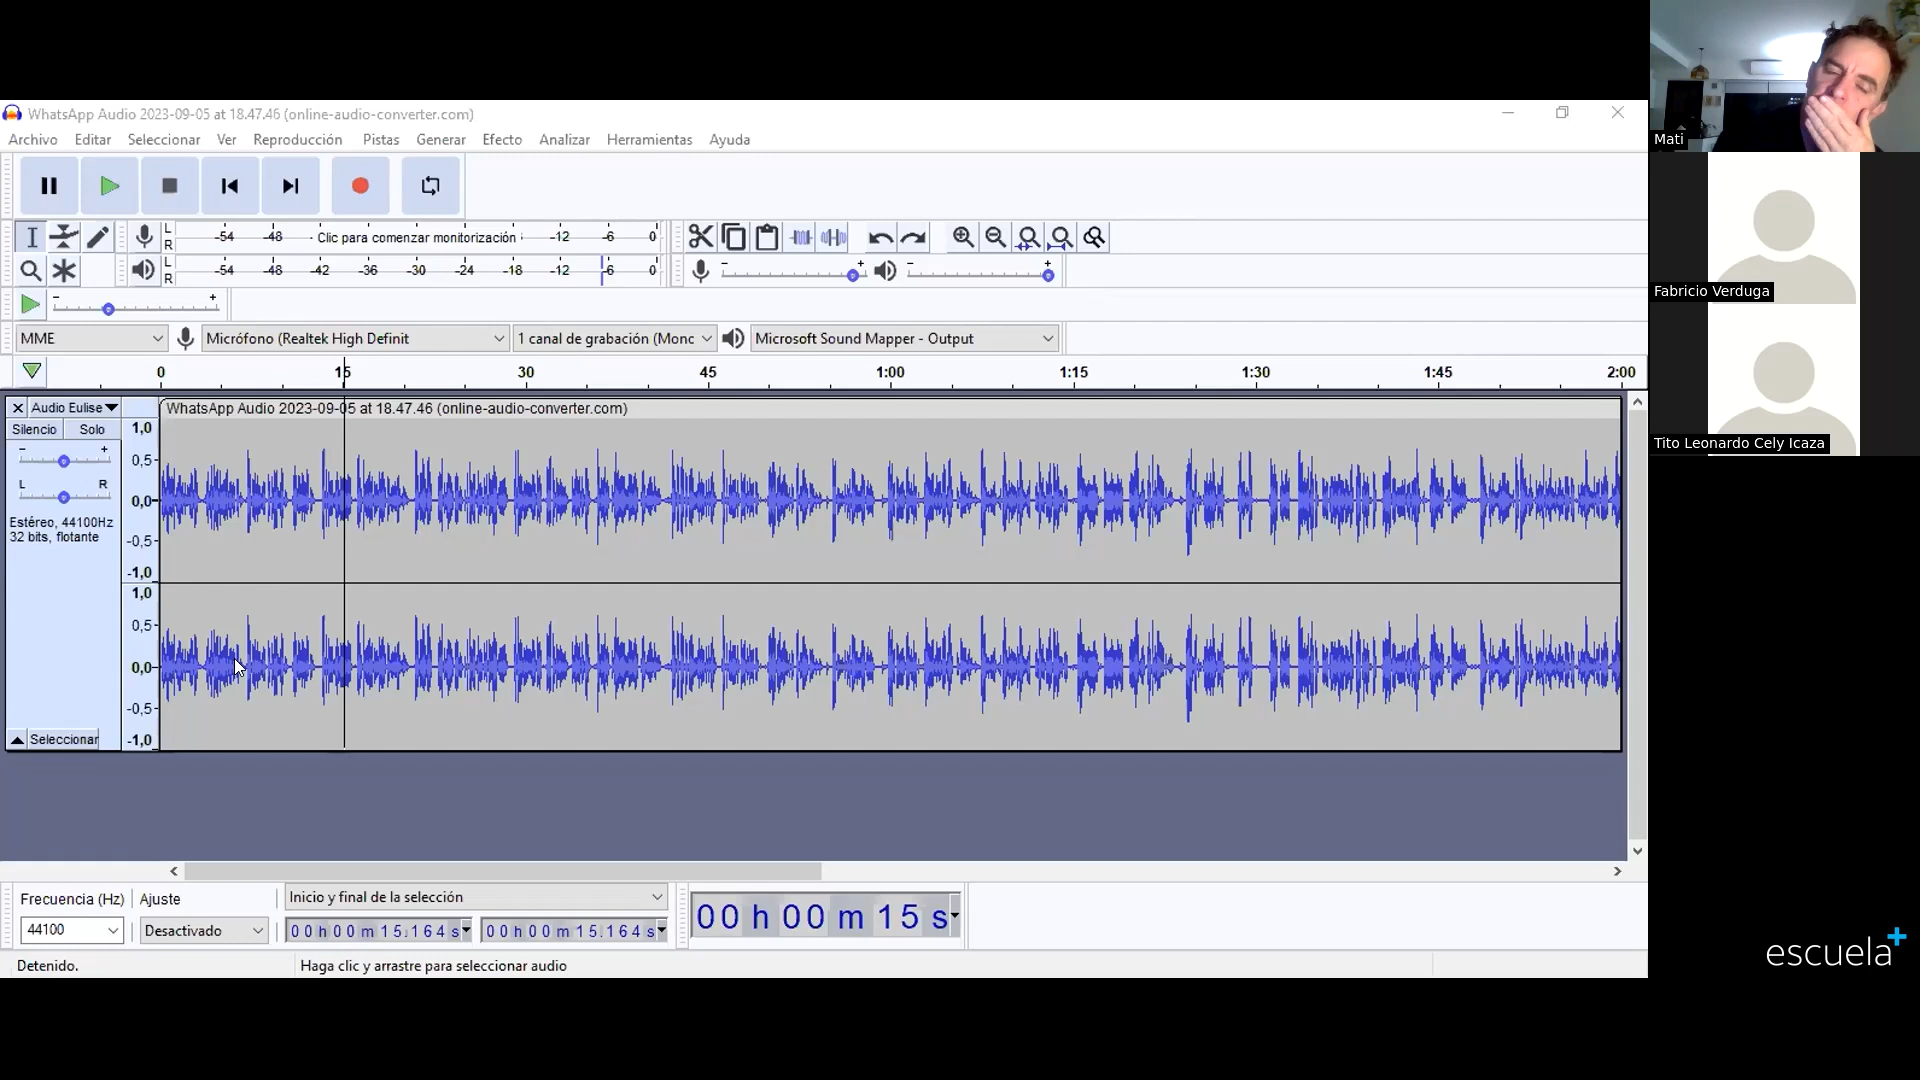 WhatsApp Audio 2023-09-05 at 18.47.46 (online-audio-converter.com)
Archivo Editar Seleccionar Ver Reproducción Pistas Generar Efecto Analizar Herramientas Ayuda
L
R
-54 -48 Clic para comenzar monitorización -12 -6 0
L
R
-54 -48 -42 -36 -30 -24 -18 -12 -6 0
MME Micrófono (Realtek High Definit 1 canal de grabación (Monc Microsoft Sound Mapper - Output
0 15 30 45 1:00 1:15 1:30 1:45 2:00
Audio Eulise WhatsApp Audio 2023-09-05 at 18.47.46 (online-audio-converter.com)
Silencio Solo
L R
Estéreo, 44100Hz
32 bits, flotante
Seleccionar
1,0
0,5
0,0
-0,5
-1,0
1,0
0,5
0,0
-0,5
-1,0
Frecuencia (Hz) Ajuste Inicio y final de la selección
44100 Desactivado 00 h 00 m 15.164 s 00 h 00 m 15.164 s
00 h 00 m 15 s
Detenido. Haga clic y arrastre para seleccionar audio
Mati
Fabricio Verduga
Tito Leonardo Cely Icaza
escuela+